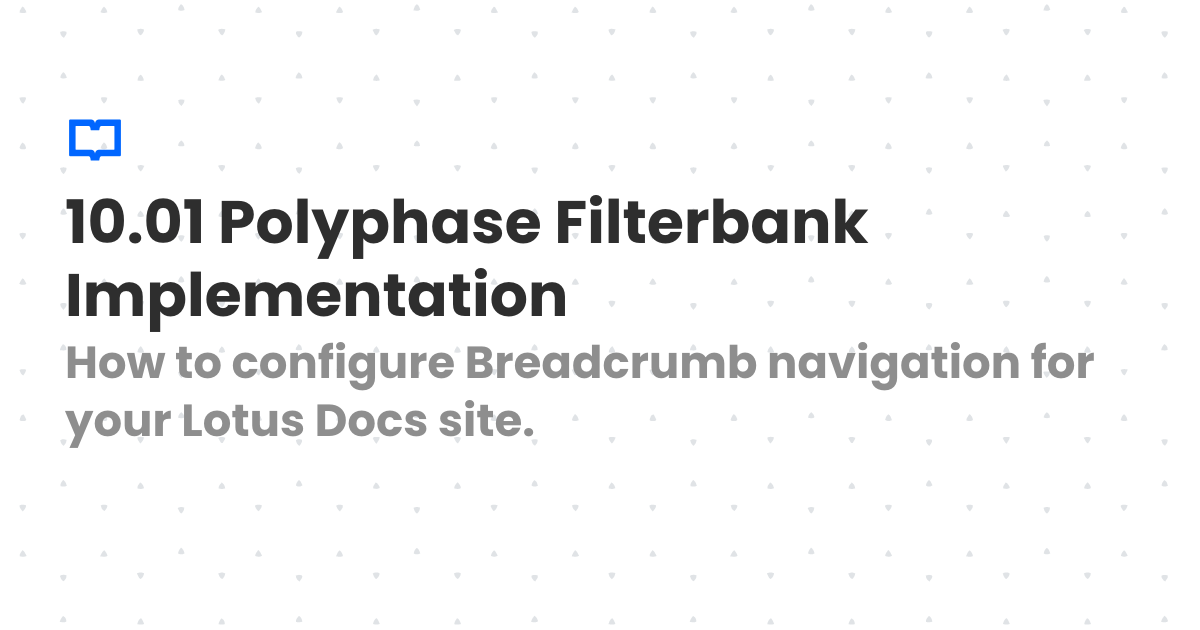 10.01 Polyphase Filterbank
Implementation
How to configure Breadcrumb navigation for
your Lotus Docs site.